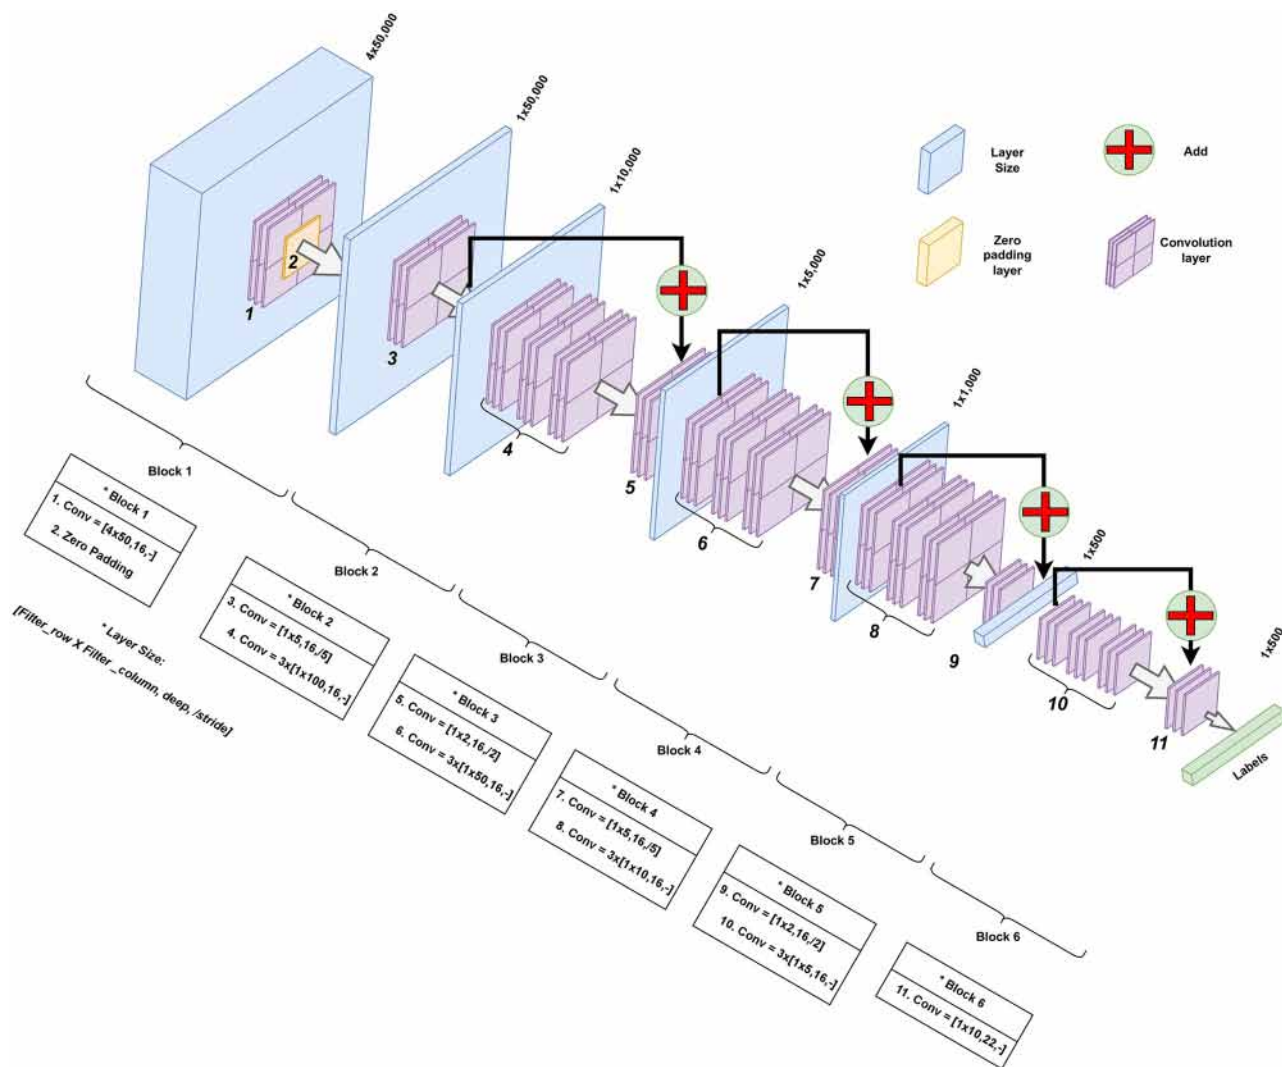 4x50,000
1x50,000
1x10,000
1x5,000
1x1,000
1x500
1x500
Layer
Size
Add
Zero
padding
layer
Convolution
layer
1
2
3
4
5
6
7
8
9
10
11
Labels
Block 1
Block 2
Block 3
Block 4
Block 5
Block 6
* Block 1
1. Conv = [4x50,16,-]
2. Zero Padding
* Layer Size:
[Filter_row X Filter_column, deep, /stride]
* Block 2
3. Conv = [1x5,16,/5]
4. Conv = 3x[1x100,16,-]
* Block 3
5. Conv = [1x2,16,/2]
6. Conv = 3x[1x50,16,-]
* Block 4
7. Conv = [1x5,16,/5]
8. Conv = 3x[1x10,16,-]
* Block 5
9. Conv = [1x2,16,/2]
10. Conv = 3x[1x5,16,-]
* Block 6
11. Conv = [1x10,22,-]